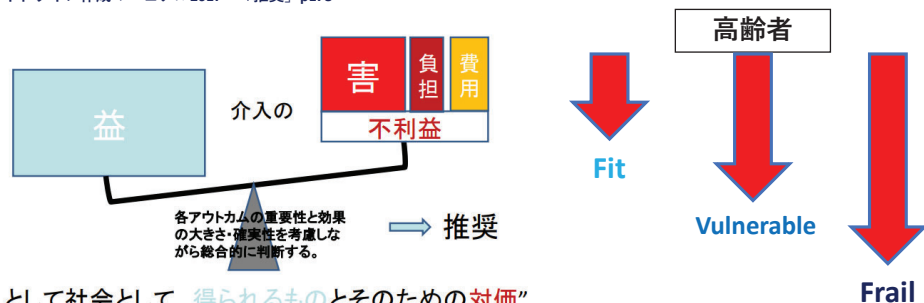 高齢者
益
介入の
害
負担
費用
不利益
Fit
各アウトカムの重要性と効果
の大きさ・確実性を考慮しな
がら総合的に判断する。
推奨
Vulnerable
として社会として、得られるものとそのための対価”
Frail